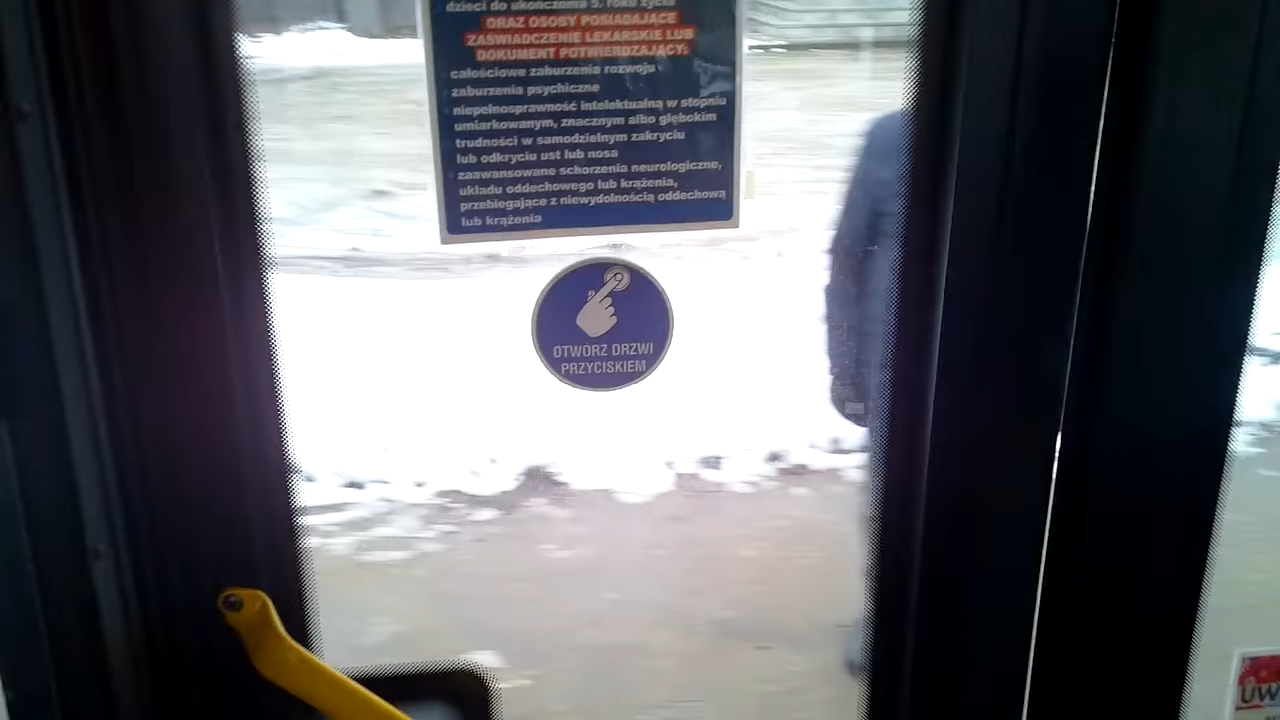 dzieci do ukończenia 5. roku życia
ORAZ OSOBY POSIADAJĄCE
ZAŚWIADCZENIE LEKARSKIE LUB
DOKUMENT POTWIERDZAJĄCY:
całościowe zaburzenia rozwoju
zaburzenia psychiczne
niepełnosprawność intelektualną w stopniu
umiarkowanym, znacznym albo głębokim
trudności w samodzielnym zakryciu
lub odkryciu ust lub nosa
zaawansowane schorzenia neurologiczne,
układu oddechowego lub krążenia,
przebiegające z niewydolnością oddechową
lub krążenia
OTWÓRZ DRZWI
PRZYCISKIEM
UW